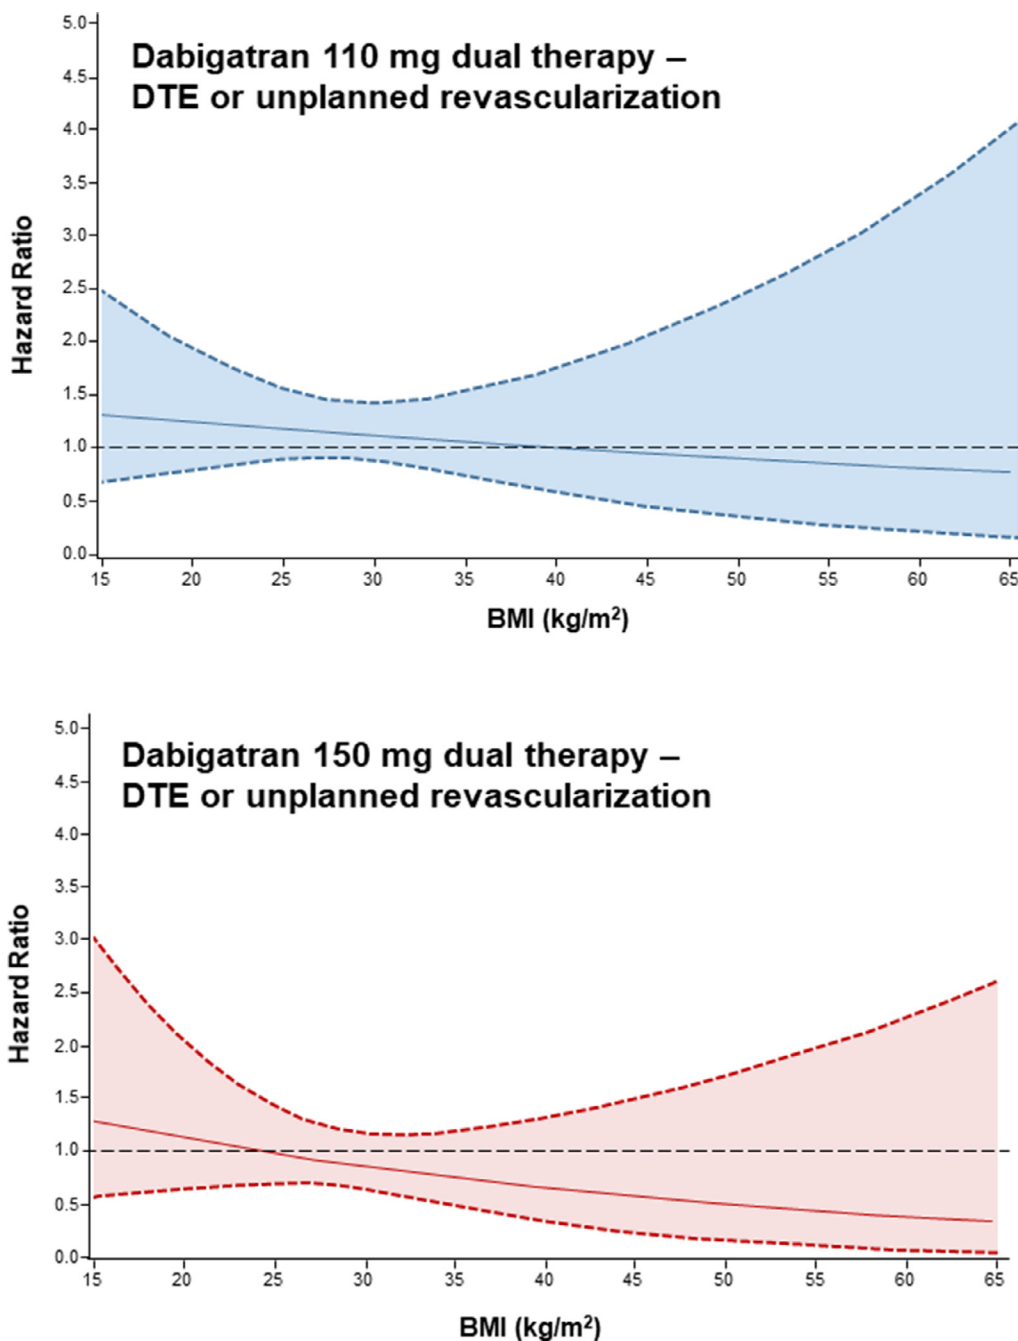 Dabigatran 110 mg dual therapy –
DTE or unplanned revascularization
Hazard Ratio
5.0
4.5
4.0
3.5
3.0
2.5
2.0
1.5
1.0
0.5
0.0
15 20 25 30 35 40 45 50 55 60 65
BMI (kg/m²)
Dabigatran 150 mg dual therapy –
DTE or unplanned revascularization
Hazard Ratio
5.0
4.5
4.0
3.5
3.0
2.5
2.0
1.5
1.0
0.5
0.0
15 20 25 30 35 40 45 50 55 60 65
BMI (kg/m²)